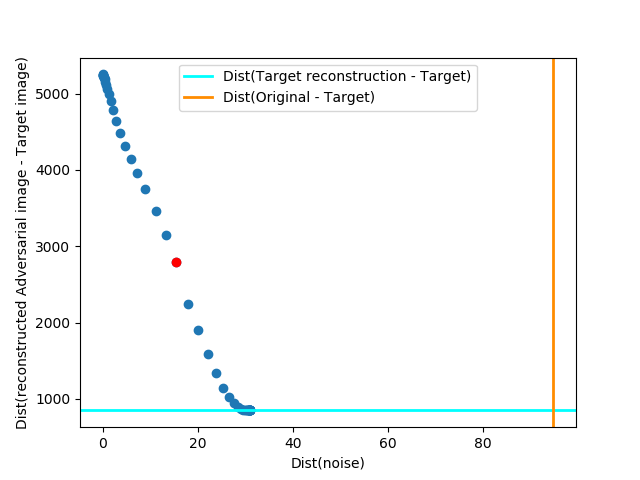 Dist(Target reconstruction - Target)
Dist(Original - Target)
Dist(reconstructed Adversarial image - Target image)
5000
4000
3000
2000
1000
0
20
40
60
80
Dist(noise)